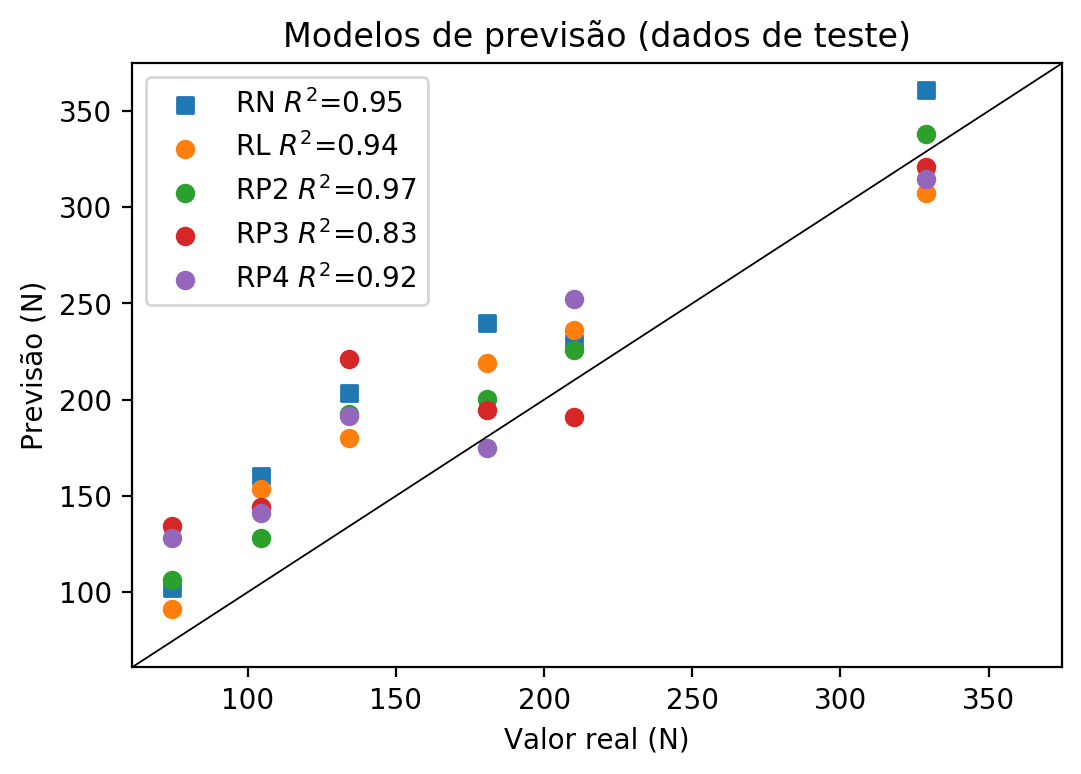 Modelos de previsão (dados de teste)
RN R²=0.95
RL R²=0.94
RP2 R²=0.97
RP3 R²=0.83
RP4 R²=0.92
350
300
250
200
150
100
Previsão (N)
100 150 200 250 300 350
Valor real (N)